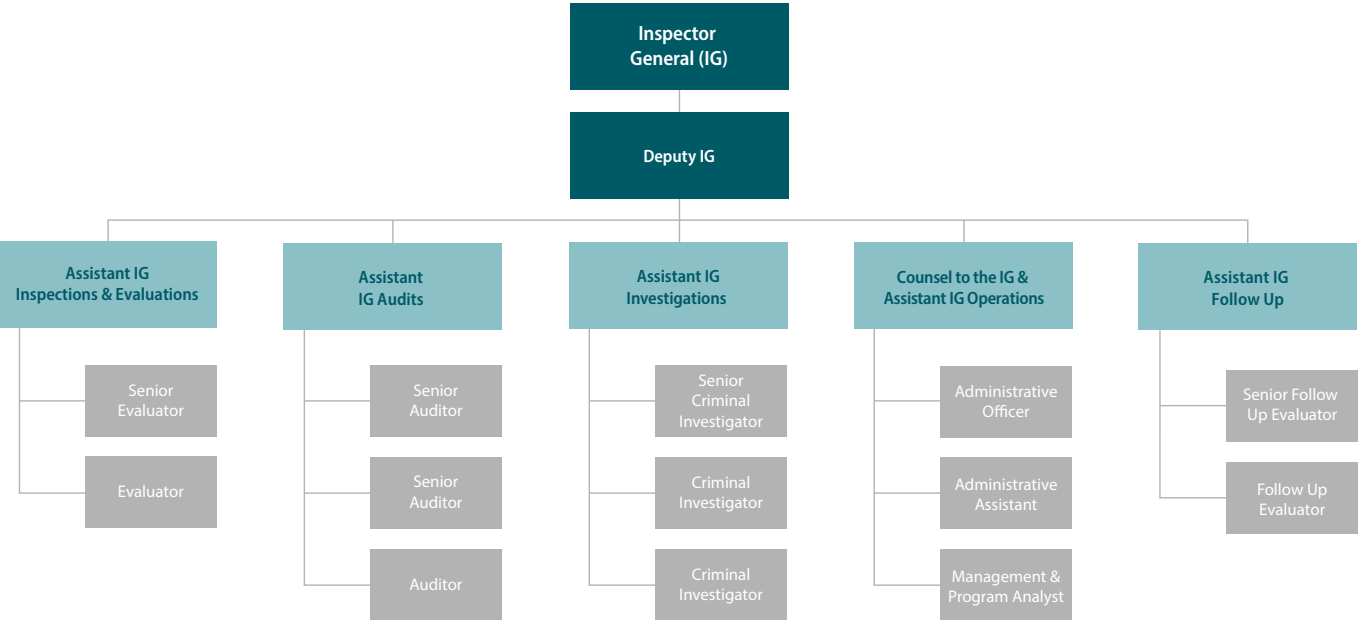 Inspector
General (IG)
Deputy IG
Assistant IG
Inspections & Evaluations
Senior
Evaluator
Evaluator
Assistant
IG Audits
Senior
Auditor
Senior
Auditor
Auditor
Assistant IG
Investigations
Senior
Criminal
Investigator
Criminal
Investigator
Criminal
Investigator
Counsel to the IG &
Assistant IG Operations
Administrative
Officer
Administrative
Assistant
Management &
Program Analyst
Assistant IG
Follow Up
Senior Follow
Up Evaluator
Follow Up
Evaluator